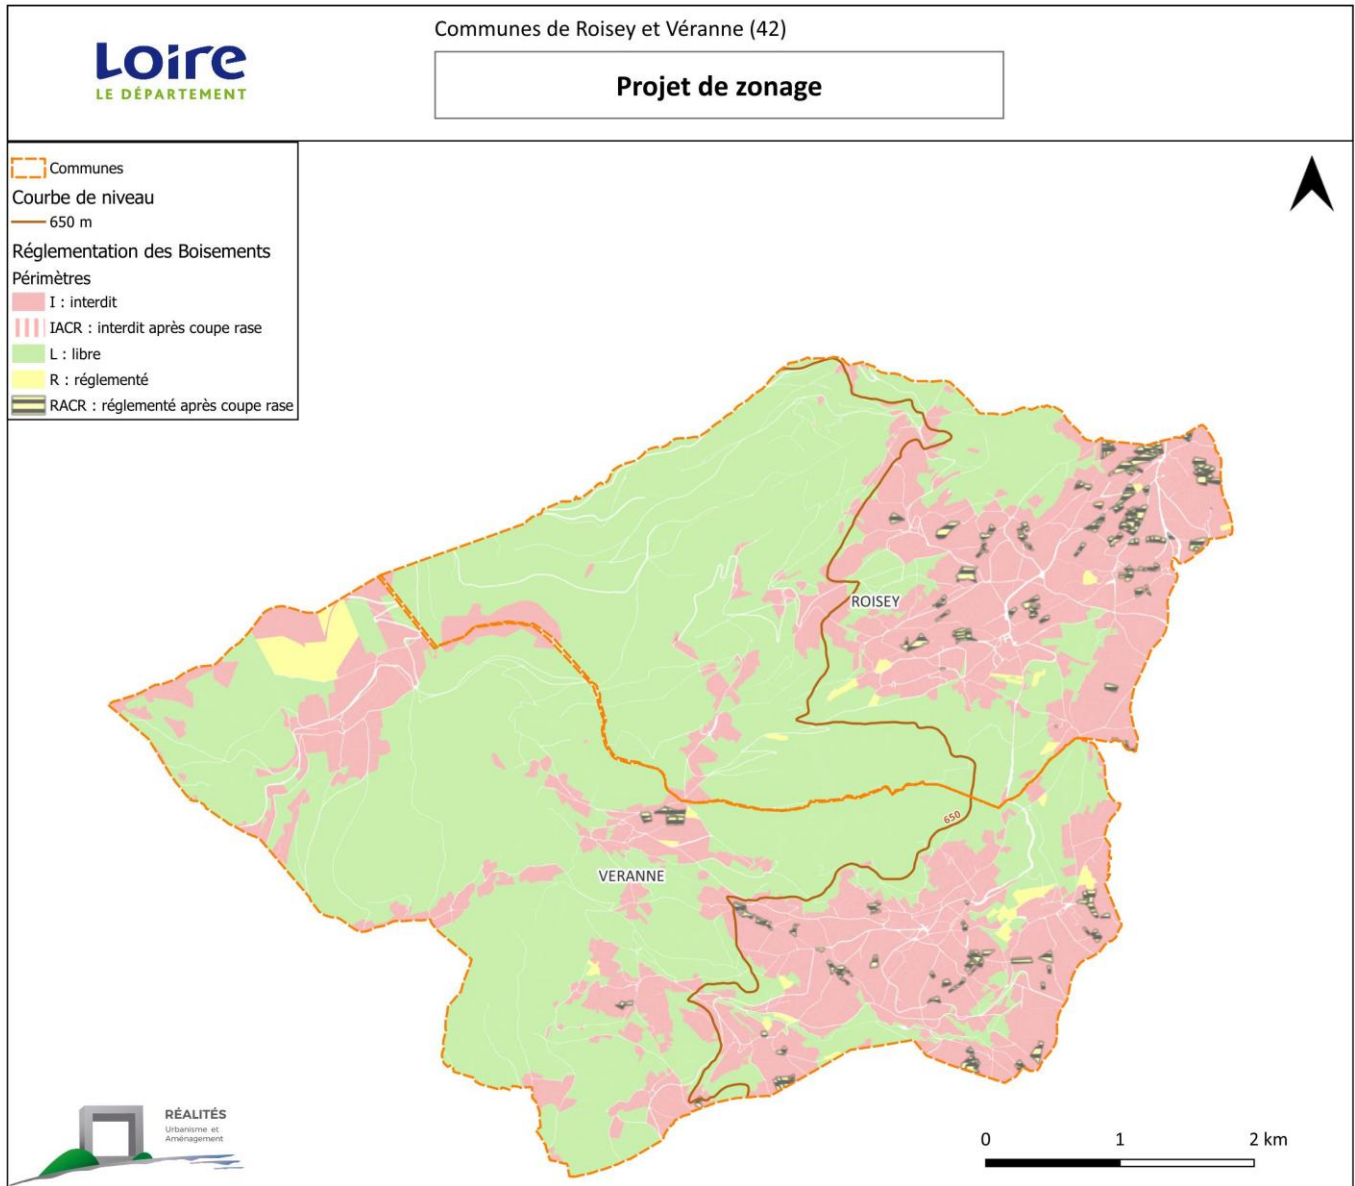 Loire
LE DÉPARTEMENT
Communes de Roisey et Véranne (42)
Projet de zonage
Communes
Courbe de niveau
650 m
Réglementation des Boisements
Périmètres
I : interdit
IACR : interdit après coupe rase
L : libre
R : réglementé
RACR : réglementé après coupe rase
ROISEY
650
VERANNE
RÉALITÉS
Urbanisme et
Aménagement
0 1 2 km